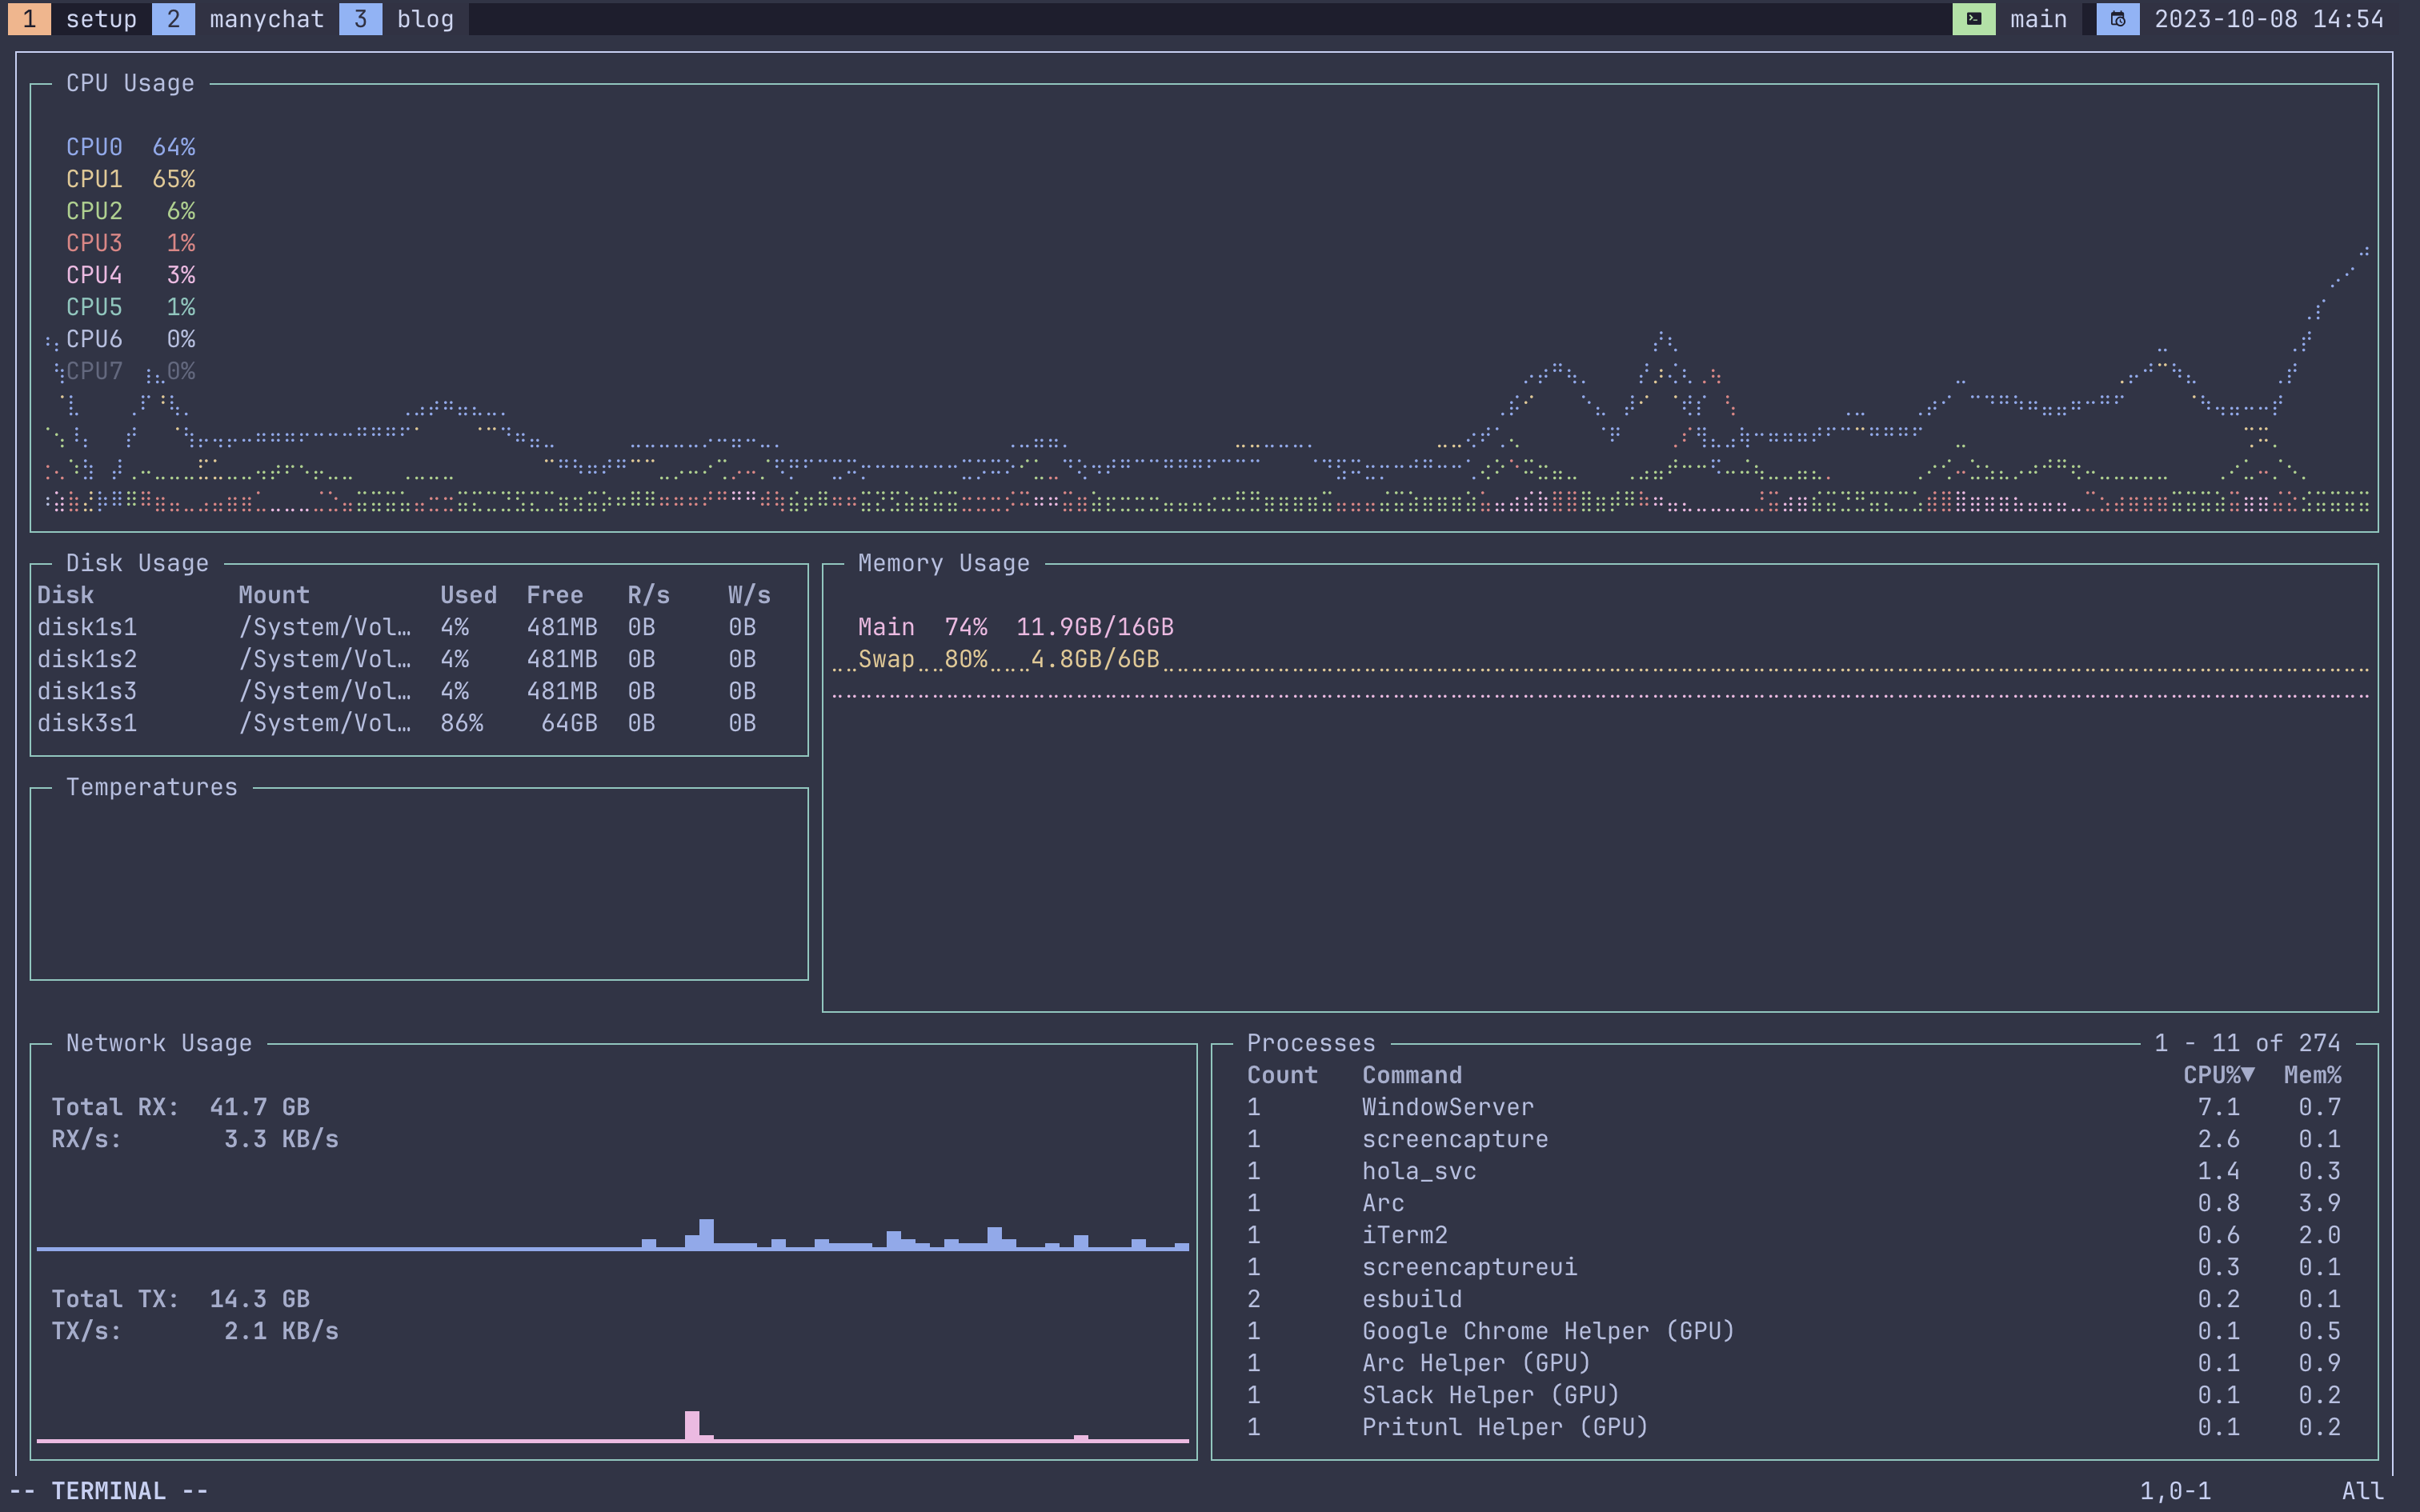 1 setup 2 manychat 3 blog main 2023-10-08 14:54
CPU Usage
CPU0 64%
CPU1 65%
CPU2 6%
CPU3 1%
CPU4 3%
CPU5 1%
CPU6 0%
CPU7 0%
Disk Usage
Disk Mount Used Free R/s W/s
disk1s1 /System/Vol… 4% 481MB 0B 0B
disk1s2 /System/Vol… 4% 481MB 0B 0B
disk1s3 /System/Vol… 4% 481MB 0B 0B
disk3s1 /System/Vol… 86% 64GB 0B 0B
Memory Usage
Main 74% 11.9GB/16GB
Swap 80% 4.8GB/6GB
Temperatures
Network Usage
Total RX: 41.7 GB
RX/s: 3.3 KB/s
Total TX: 14.3 GB
TX/s: 2.1 KB/s
Processes 1 - 11 of 274
Count Command CPU%▼ Mem%
1 WindowServer 7.1 0.7
1 screencapture 2.6 0.1
1 hola_svc 1.4 0.3
1 Arc 0.8 3.9
1 iTerm2 0.6 2.0
1 screencaptureui 0.3 0.1
2 esbuild 0.2 0.1
1 Google Chrome Helper (GPU) 0.1 0.5
1 Arc Helper (GPU) 0.1 0.9
1 Slack Helper (GPU) 0.1 0.2
1 Pritunl Helper (GPU) 0.1 0.2
-- TERMINAL -- 1,0-1 All